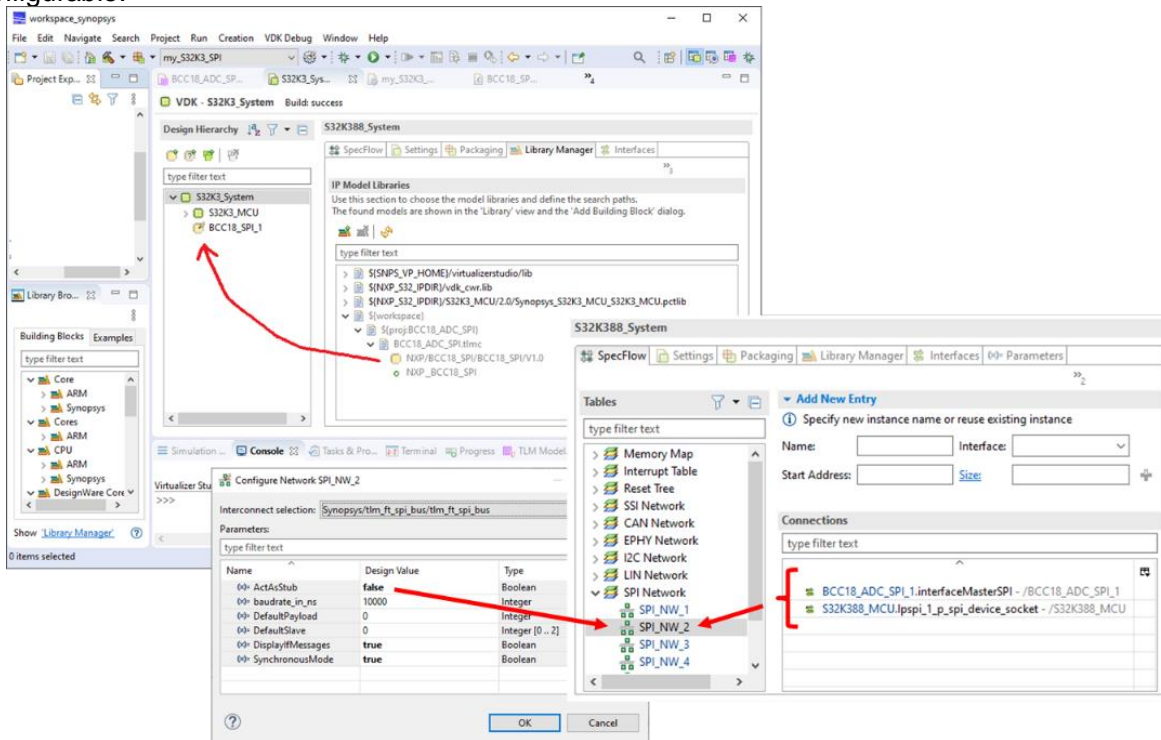 workspace_synopsys
File Edit Navigate Search Project Run Creation VDK Debug Window Help
my_S32K3_SPI
Project Exp...
BCC18_ADC_SP...
S32K3_Sys...
my_S32K3_...
BCC18_SP...
VDK - S32K3_System Build: success
Design Hierarchy
type filter text
S32K3_System
S32K3_MCU
BCC18_SPI_1
S32K388_System
SpecFlow Settings Packaging Library Manager Interfaces
IP Model Libraries
Use this section to choose the model libraries and define the search paths.
The found models are shown in the 'Library' view and the 'Add Building Block' dialog.
type filter text
$(SNPS_VP_HOME)/virtualizerstudio/lib
$(NXP_S32_IPDIR)/vdk_cwr.lib
$(NXP_S32_IPDIR)/S32K3_MCU/2.0/Synopsys_S32K3_MCU_S32K3_MCU.pctlib
$(workspace)
$(proj:BCC18_ADC_SPI)
BCC18_ADC_SPI.tlmc
NXP/BCC18_SPI/BCC18_SPI/V1.0
NXP_BCC18_SPI
Library Bro...
Building Blocks Examples
type filter text
Core
ARM
Synopsys
Cores
ARM
CPU
ARM
Synopsys
DesignWare Core
Show 'Library Manager'
0 items selected
Simulation ... Console Tasks & Pro... Terminal Progress TLM Model
Virtualizer Stu
>>>
Configure Network SPI_NW_2
Interconnect selection: Synopsys/tlm_ft_spi_bus/tlm_ft_spi_bus
Parameters:
type filter text
Name Design Value Type
ActAsStub false Boolean
baudrate_in_ns 10000 Integer
DefaultPayload 0 Integer
DefaultSlave 0 Integer [0 .. 2]
DisplayIfMessages true Boolean
SynchronousMode true Boolean
OK Cancel
S32K388_System
SpecFlow Settings Packaging Library Manager Interfaces Parameters
Tables
type filter text
Memory Map
Interrupt Table
Reset Tree
SSI Network
CAN Network
EPHY Network
I2C Network
LIN Network
SPI Network
SPI_NW_1
SPI_NW_2
SPI_NW_3
SPI_NW_4
Add New Entry
Specify new instance name or reuse existing instance
Name: Interface:
Start Address: Size:
Connections
type filter text
BCC18_ADC_SPI_1.interfaceMasterSPI - /BCC18_ADC_SPI_1
S32K388_MCU.lpspi_1_p_spi_device_socket - /S32K388_MCU